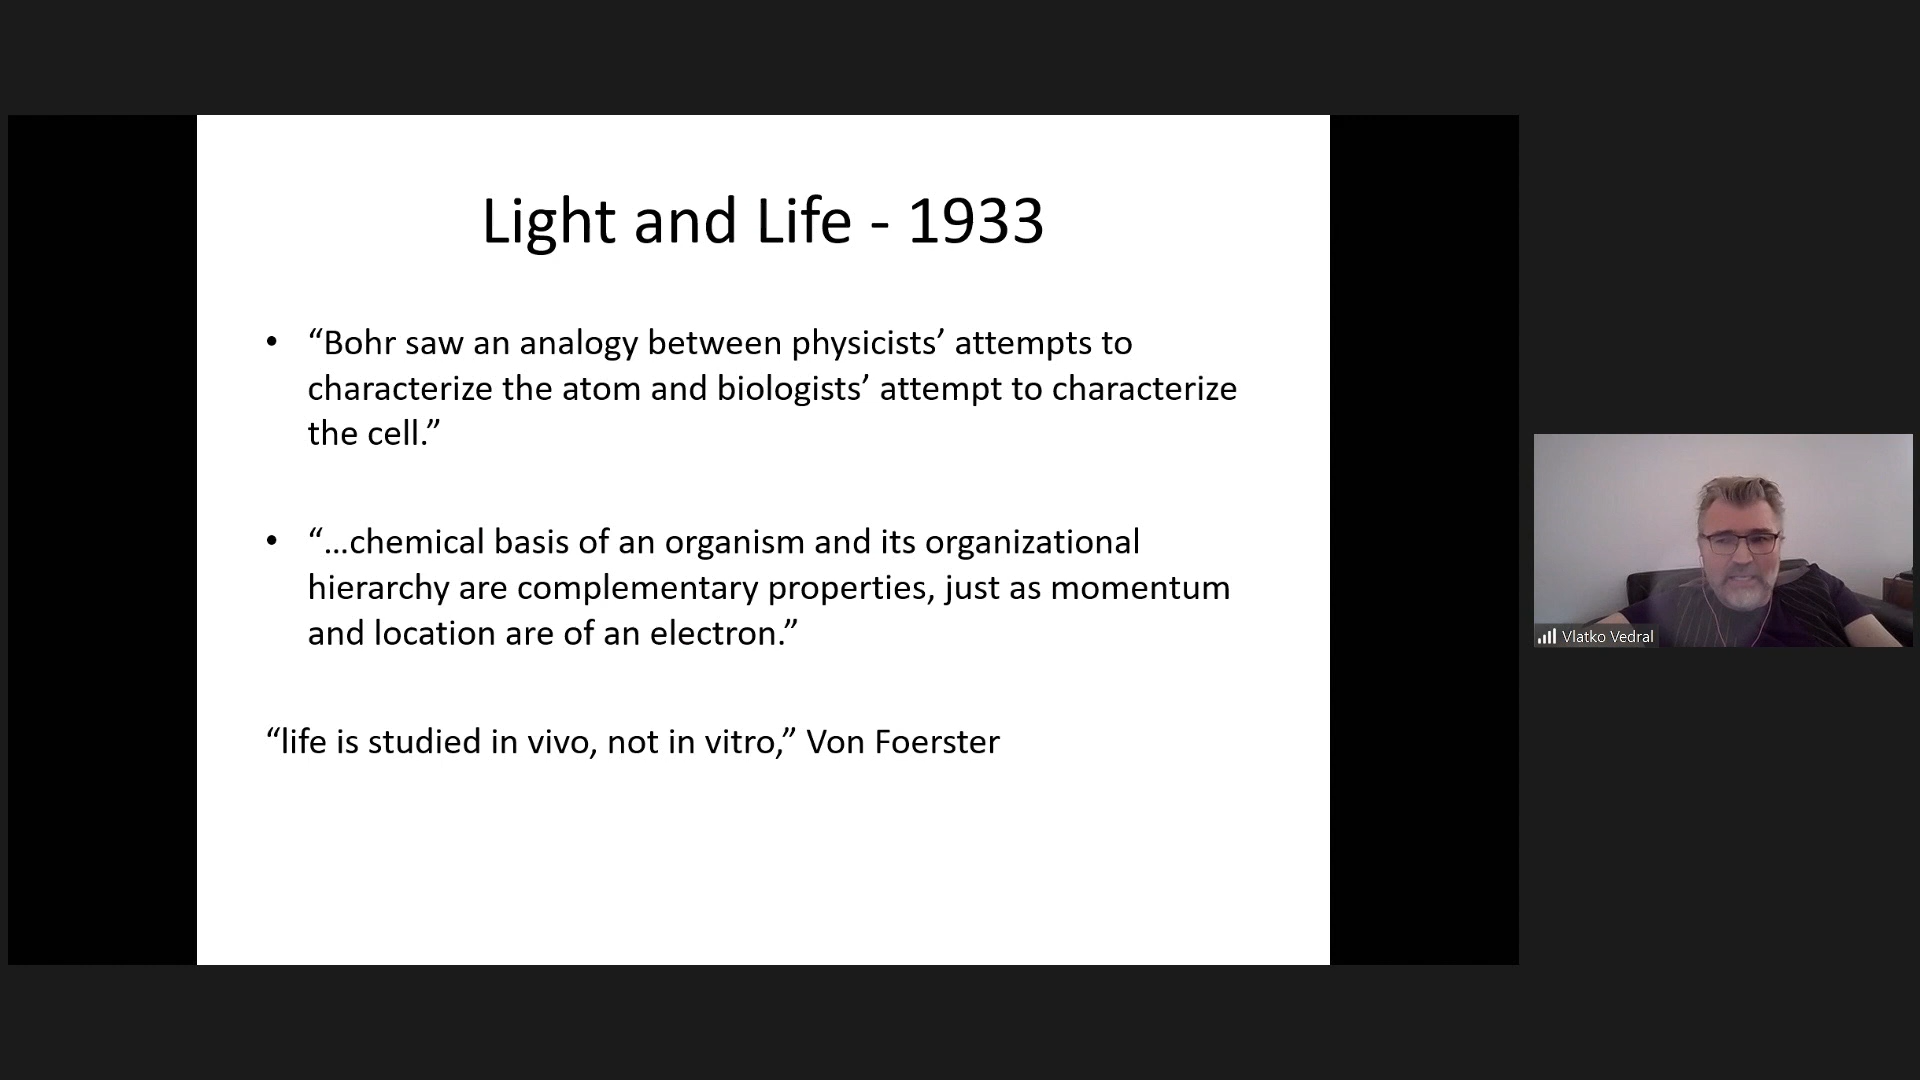 Light and Life - 1933
• “Bohr saw an analogy between physicists’ attempts to
characterize the atom and biologists’ attempt to characterize
the cell.”
• “…chemical basis of an organism and its organizational
hierarchy are complementary properties, just as momentum
and location are of an electron.”
“life is studied in vivo, not in vitro,” Von Foerster
Vlatko Vedral